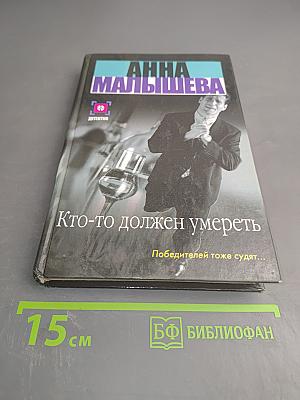 АННА
МАЛЫШЕВА
ДЕТЕКТИВ
Кто-то должен умереть
Победителей тоже судят...
15 см
БФ БИБЛИОФАН